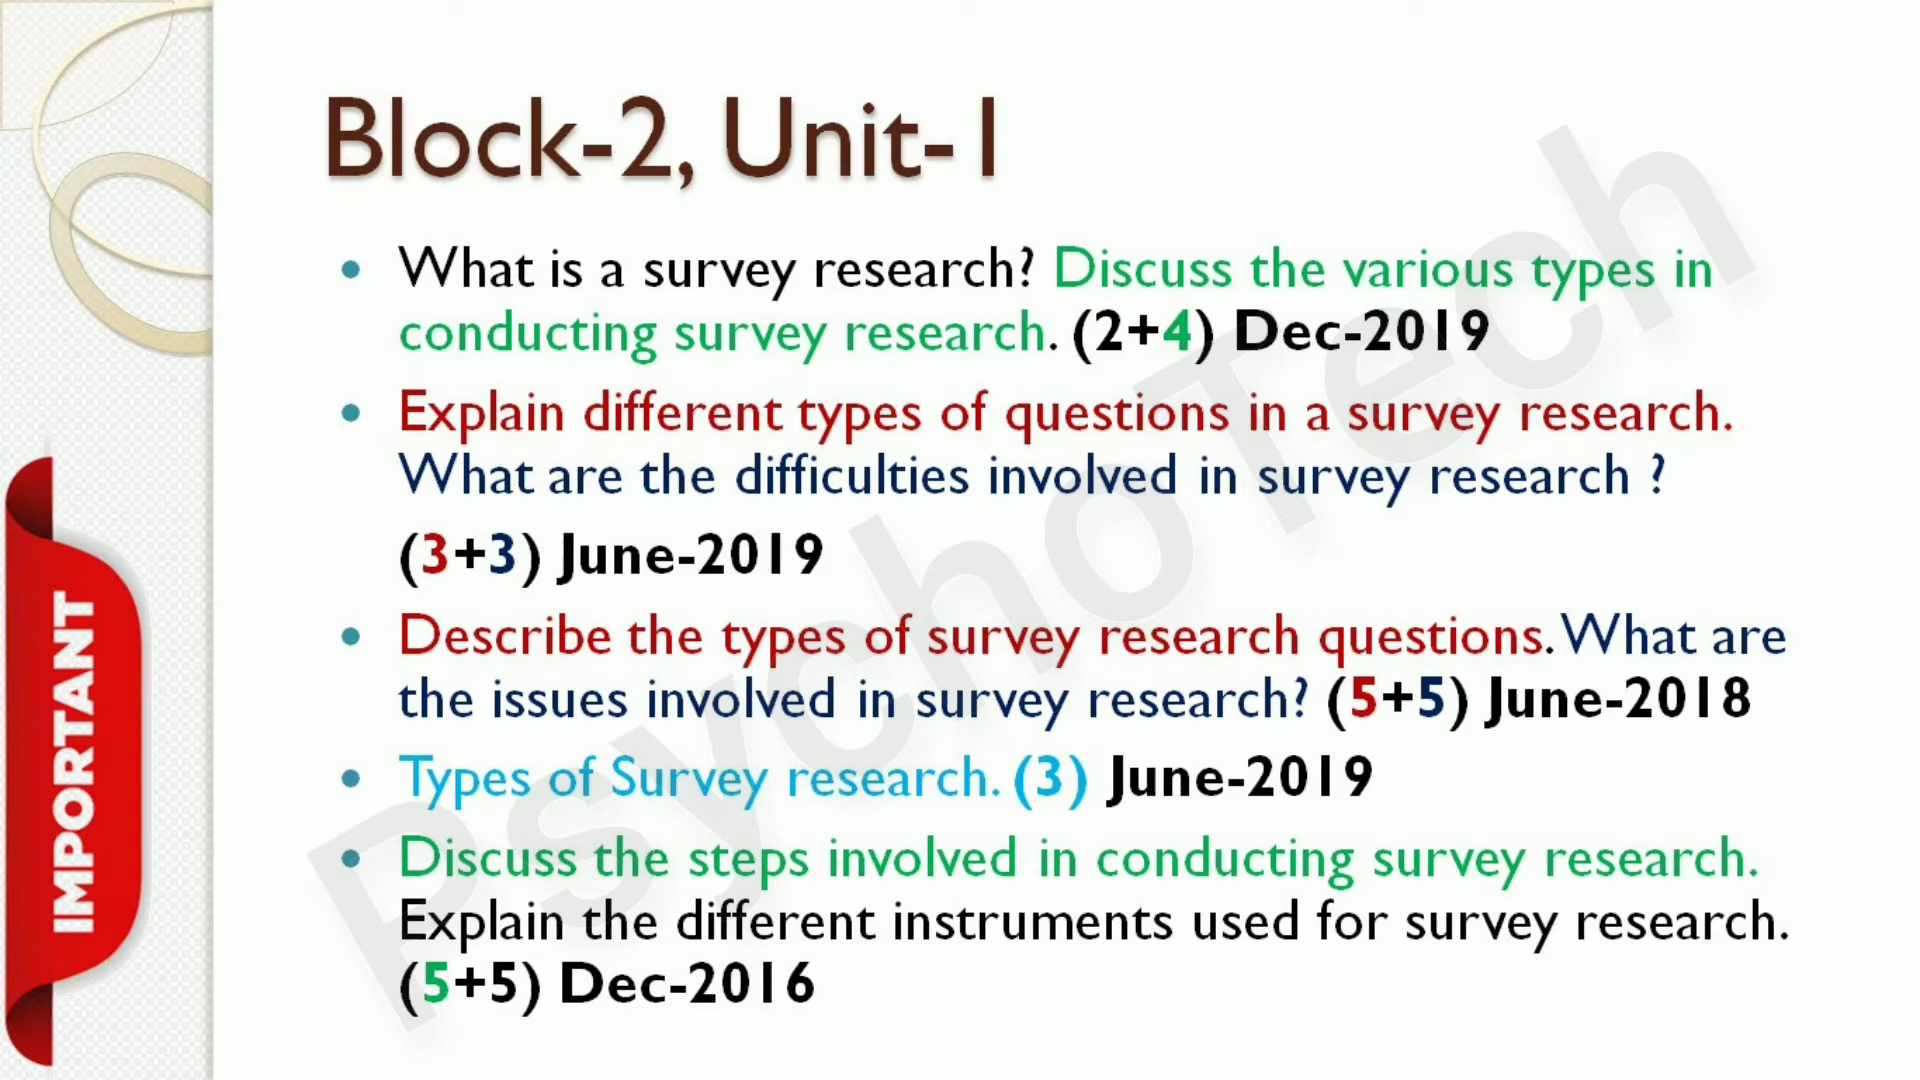 Block-2, Unit-1
• What is a survey research? Discuss the various types in
conducting survey research. (2+4) Dec-2019
• Explain different types of questions in a survey research.
What are the difficulties involved in survey research ?
(3+3) June-2019
• Describe the types of survey research questions. What are
the issues involved in survey research? (5+5) June-2018
• Types of Survey research. (3) June-2019
• Discuss the steps involved in conducting survey research.
Explain the different instruments used for survey research.
(5+5) Dec-2016
IMPORTANT
PsychoTech